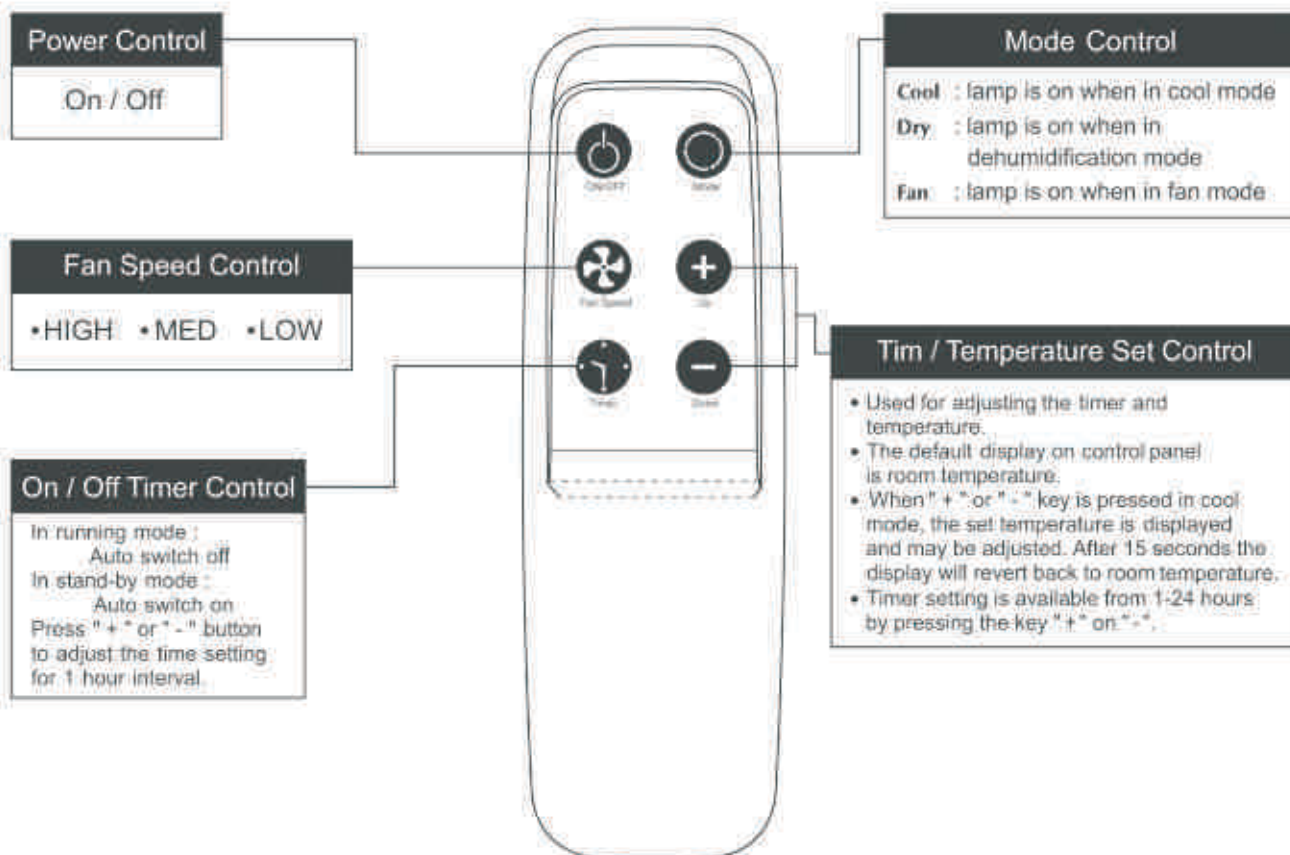 Power Control
On / Off
Fan Speed Control
•HIGH •MED •LOW
On / Off Timer Control
In running mode :
Auto switch off
In stand-by mode :
Auto switch on
Press " + " or " - " button
to adjust the time setting
for 1 hour interval.
ON/OFF
Mode
Fan Speed
Up
Timer
Down
Mode Control
Cool : lamp is on when in cool mode
Dry : lamp is on when in
dehumidification mode
Fan : lamp is on when in fan mode
Tim / Temperature Set Control
• Used for adjusting the timer and
temperature.
• The default display on control panel
is room temperature.
• When " + " or " - " key is pressed in cool
mode, the set temperature is displayed
and may be adjusted. After 15 seconds the
display will revert back to room temperature.
• Timer setting is available from 1-24 hours
by pressing the key " + " on " - ".